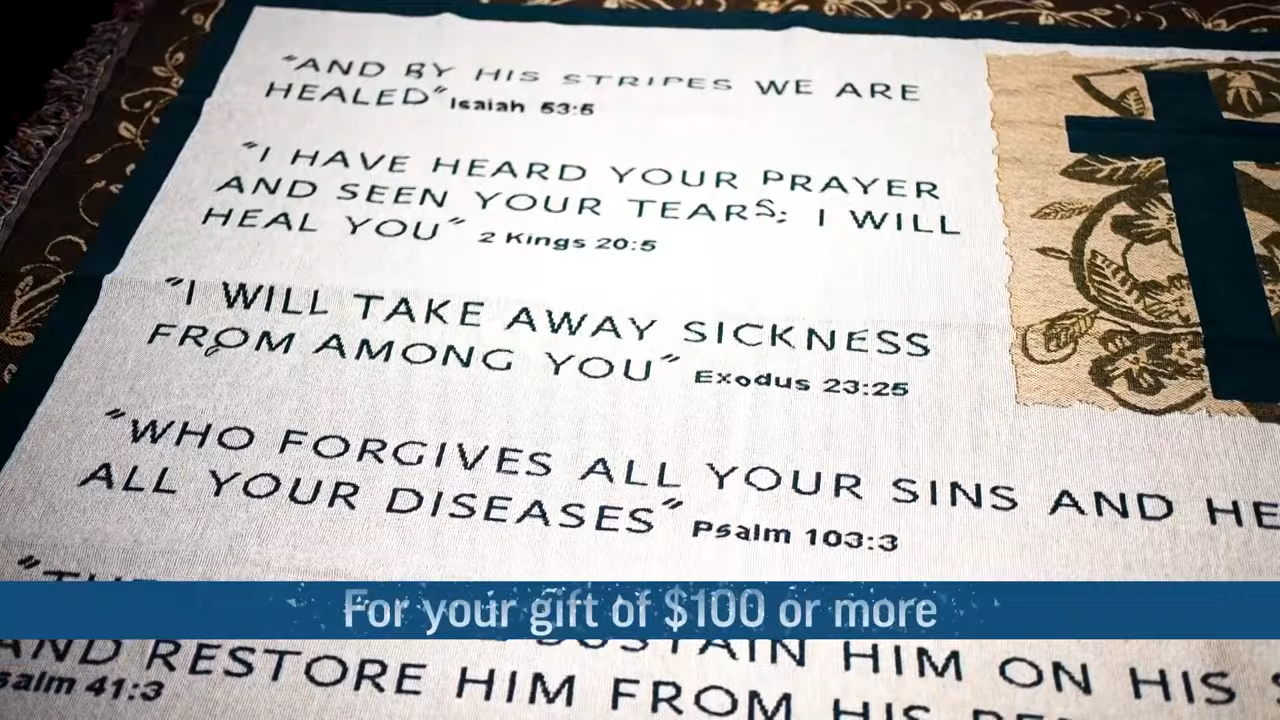 "AND BY HIS STRIPES WE ARE
HEALED" Isaiah 53:5
"I HAVE HEARD YOUR PRAYER
AND SEEN YOUR TEARS; I WILL
HEAL YOU" 2 Kings 20:5
"I WILL TAKE AWAY SICKNESS
FROM AMONG YOU" Exodus 23:25
"WHO FORGIVES ALL YOUR SINS AND HE
ALL YOUR DISEASES" Psalm 103:3
For your gift of $100 or more
SUSTAIN HIM ON HIS
AND RESTORE HIM FROM HIS
salm 41:3